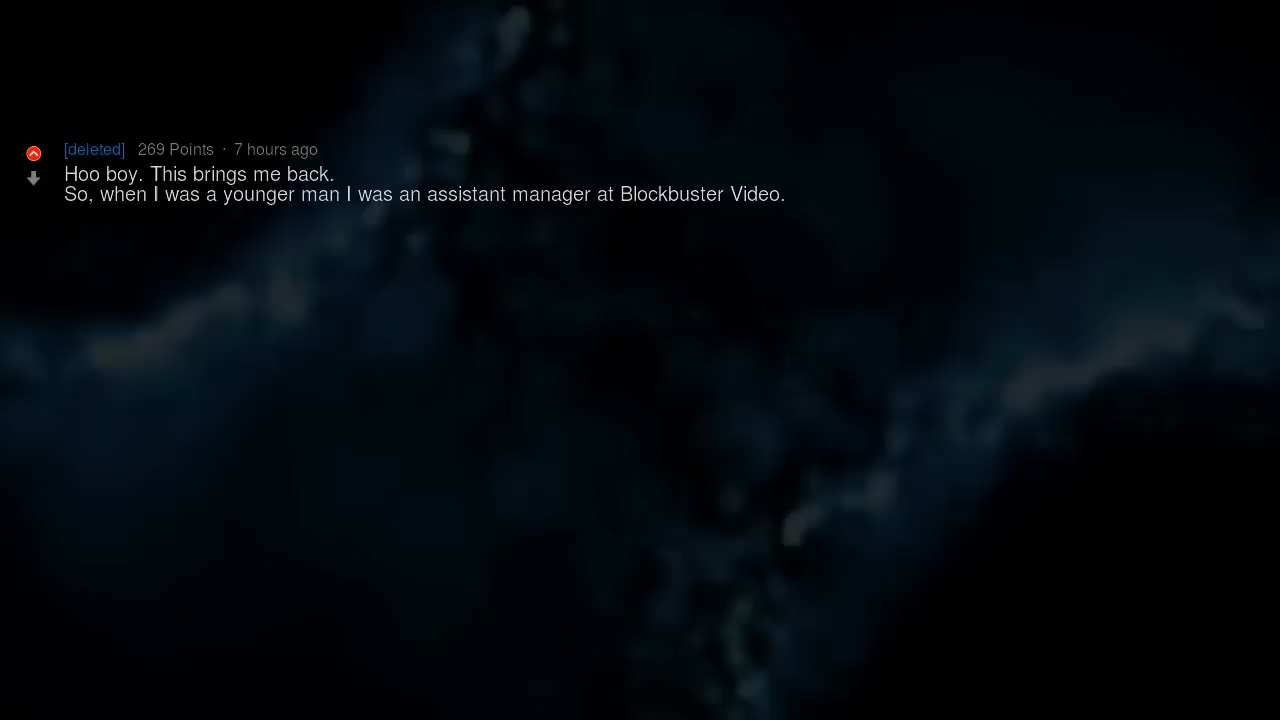 [deleted] 269 Points · 7 hours ago
Hoo boy. This brings me back.
So, when I was a younger man I was an assistant manager at Blockbuster Video.